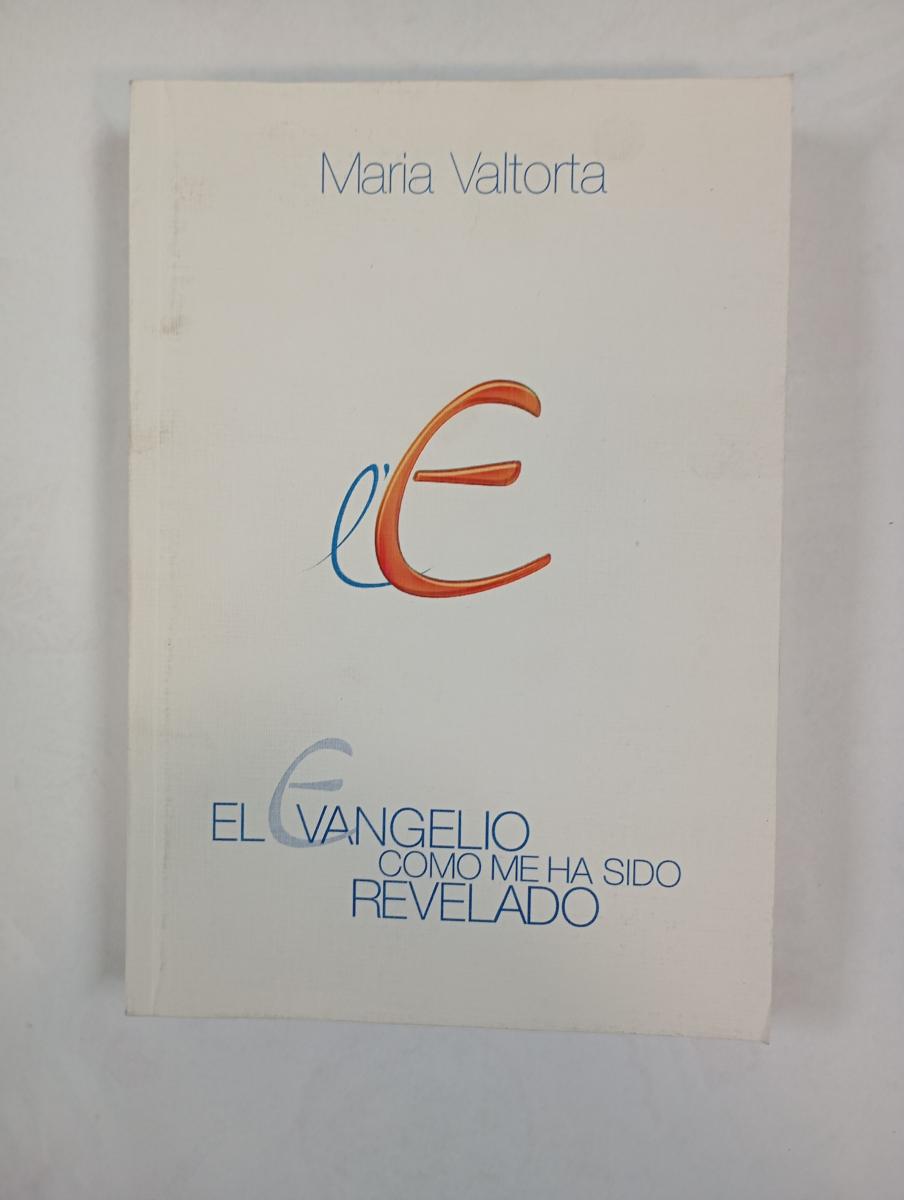 Maria Valtorta
l'E
EL EVANGELIO
COMO ME HA SIDO
REVELADO